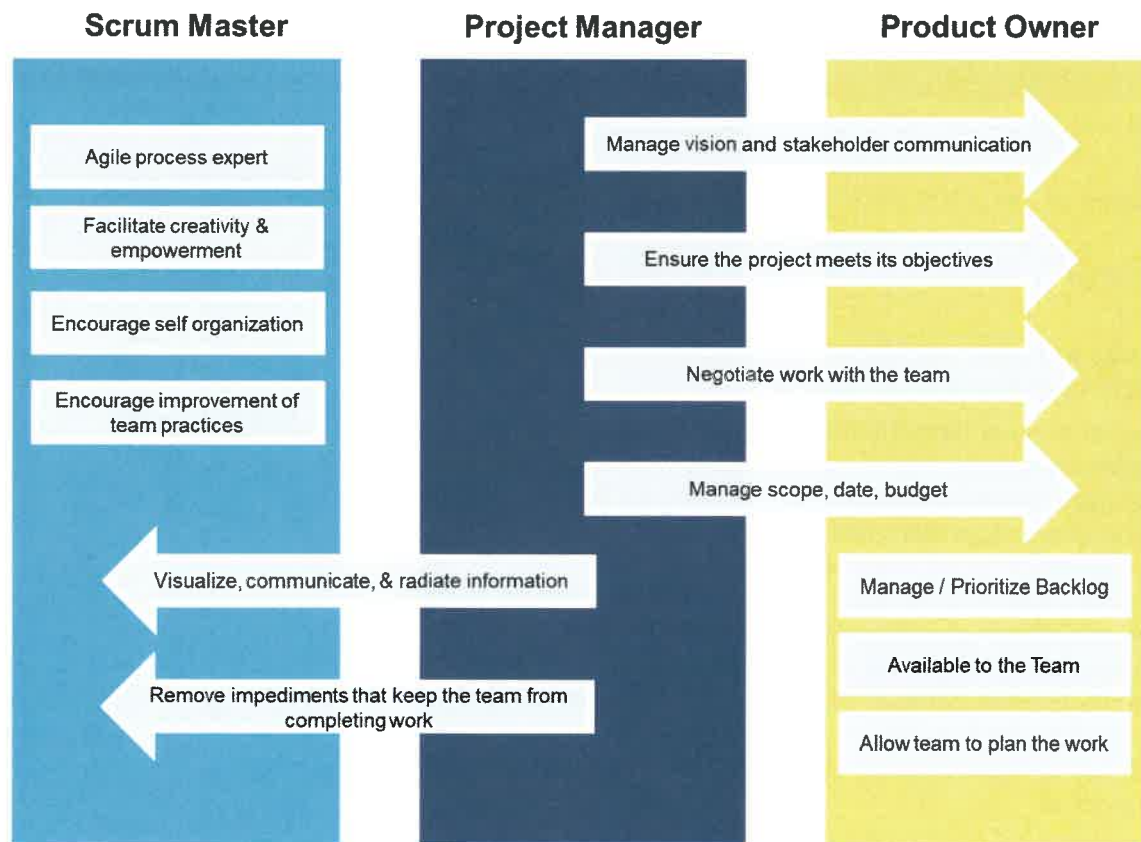 Scrum Master
Project Manager
Product Owner
Agile process expert
Facilitate creativity &
empowerment
Encourage self organization
Encourage improvement of
team practices
Manage vision and stakeholder communication
Ensure the project meets its objectives
Negotiate work with the team
Manage scope, date, budget
Visualize, communicate, & radiate information
Remove impediments that keep the team from
completing work
Manage / Prioritize Backlog
Available to the Team
Allow team to plan the work